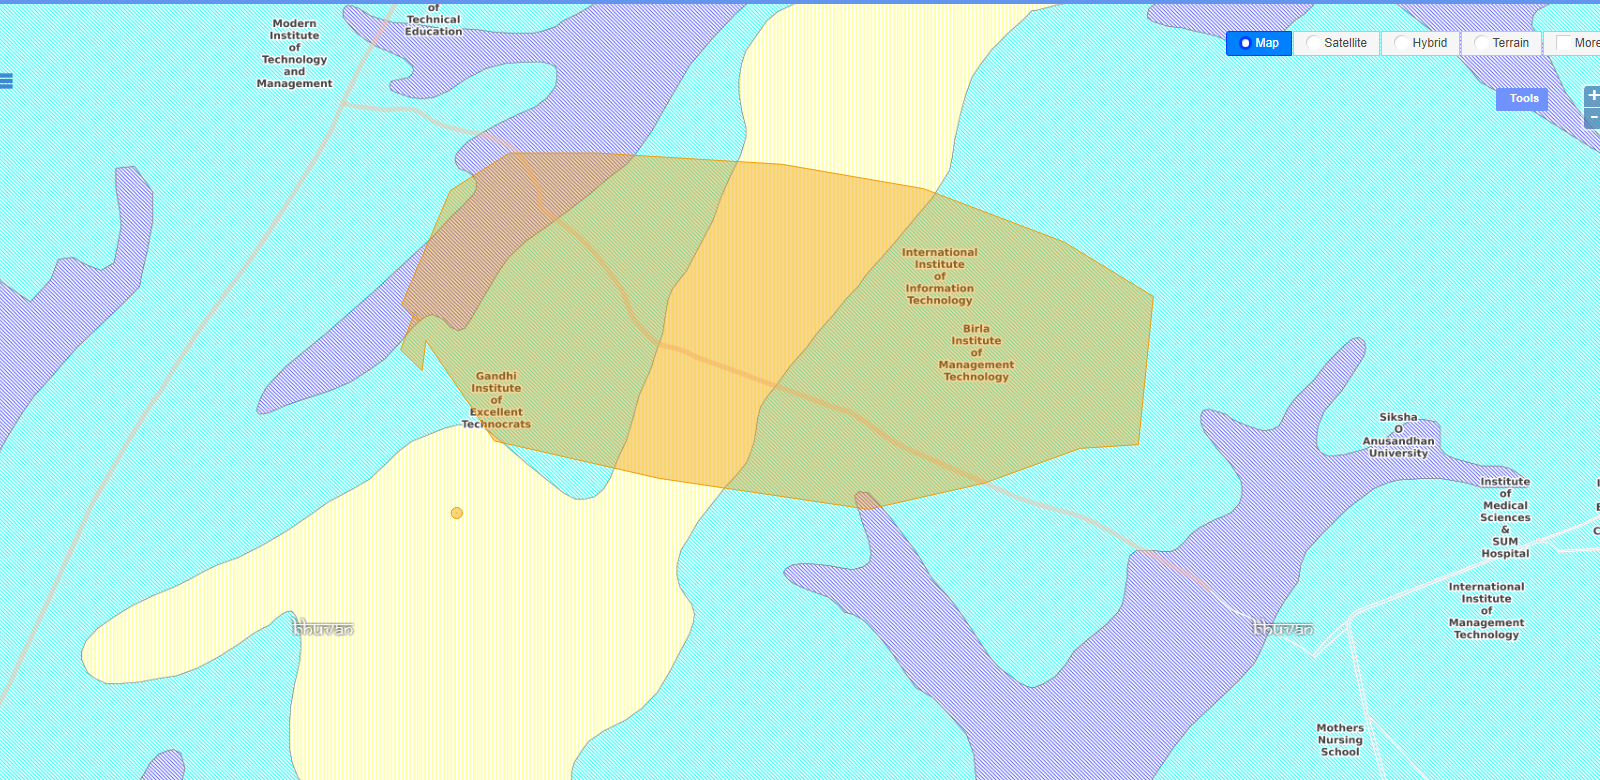 of
Technical
Education
Modern
Institute
of
Technology
and
Management
Map
Satellite
Hybrid
Terrain
More
Tools
+
-
International
Institute
of
Information
Technology
Birla
Institute
of
Management
Technology
Gandhi
Institute
of
Excellent
Technocrats
Siksha
O
Anusandhan
University
Institute
of
Medical
Sciences
&
SUM
Hospital
International
Institute
of
Management
Technology
bhuvan
bhuvan
Mothers
Nursing
School